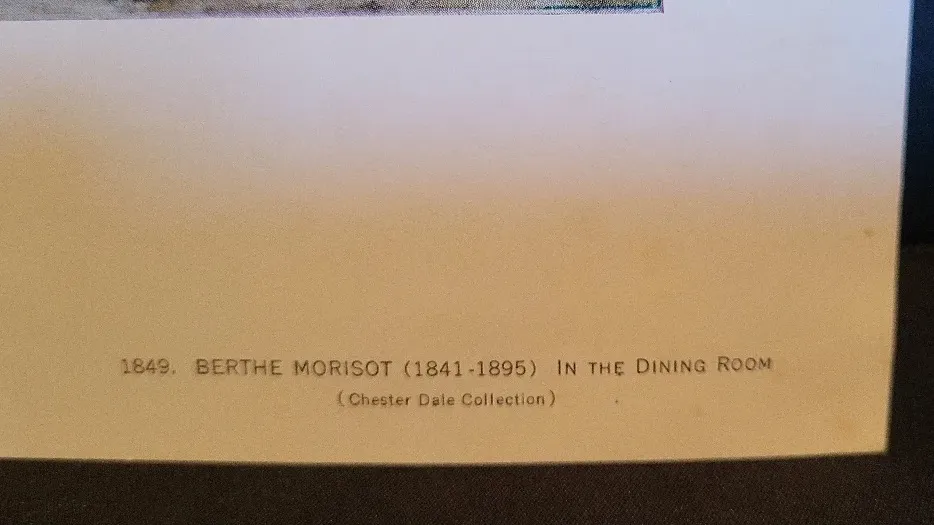 1849. BERTHE MORISOT (1841-1895) IN THE DINING ROOM
(Chester Dale Collection)